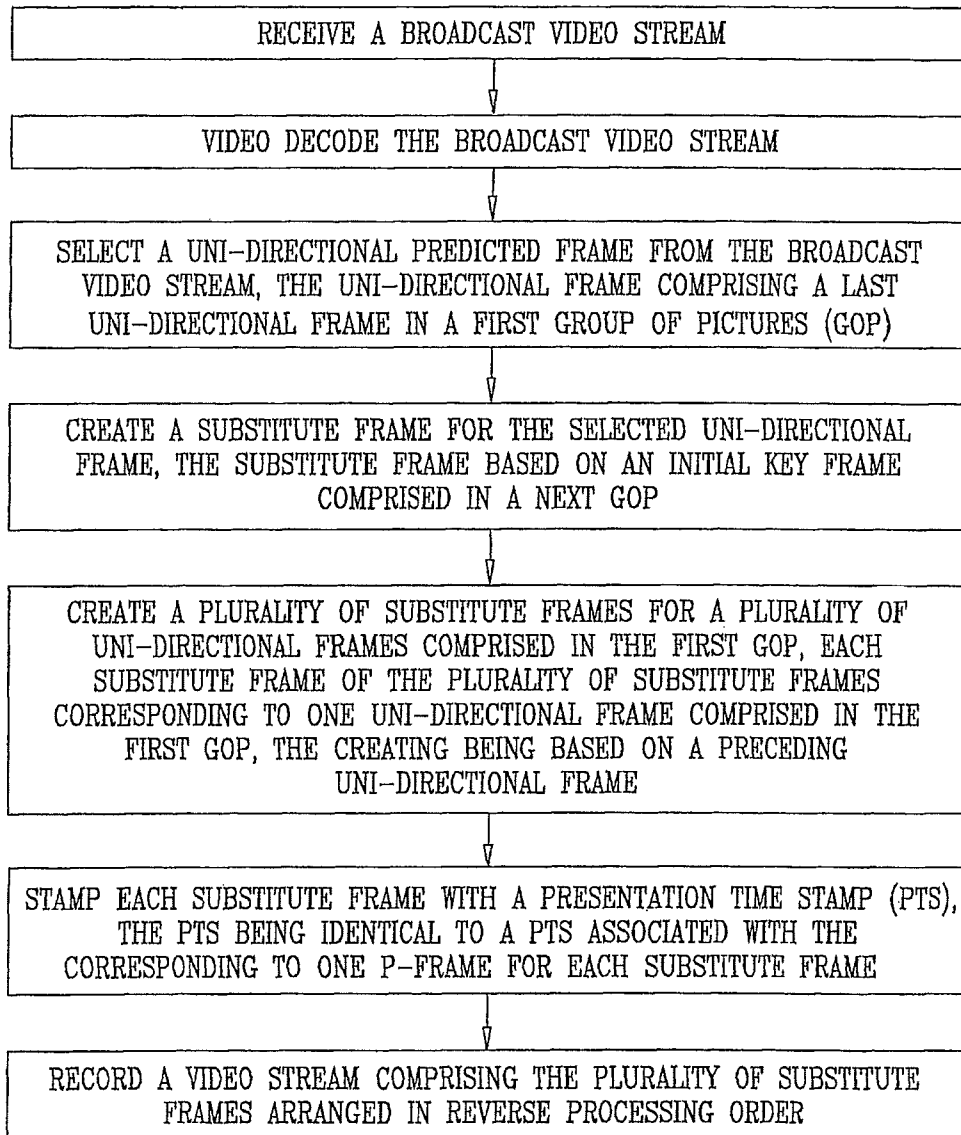 RECEIVE A BROADCAST VIDEO STREAM
VIDEO DECODE THE BROADCAST VIDEO STREAM
SELECT A UNI-DIRECTIONAL PREDICTED FRAME FROM THE BROADCAST
VIDEO STREAM, THE UNI-DIRECTIONAL FRAME COMPRISING A LAST
UNI-DIRECTIONAL FRAME IN A FIRST GROUP OF PICTURES (GOP)
CREATE A SUBSTITUTE FRAME FOR THE SELECTED UNI-DIRECTIONAL
FRAME, THE SUBSTITUTE FRAME BASED ON AN INITIAL KEY FRAME
COMPRISED IN A NEXT GOP
CREATE A PLURALITY OF SUBSTITUTE FRAMES FOR A PLURALITY OF
UNI-DIRECTIONAL FRAMES COMPRISED IN THE FIRST GOP, EACH
SUBSTITUTE FRAME OF THE PLURALITY OF SUBSTITUTE FRAMES
CORRESPONDING TO ONE UNI-DIRECTIONAL FRAME COMPRISED IN THE
FIRST GOP, THE CREATING BEING BASED ON A PRECEDING
UNI-DIRECTIONAL FRAME
STAMP EACH SUBSTITUTE FRAME WITH A PRESENTATION TIME STAMP (PTS),
THE PTS BEING IDENTICAL TO A PTS ASSOCIATED WITH THE
CORRESPONDING TO ONE P-FRAME FOR EACH SUBSTITUTE FRAME
RECORD A VIDEO STREAM COMPRISING THE PLURALITY OF SUBSTITUTE
FRAMES ARRANGED IN REVERSE PROCESSING ORDER